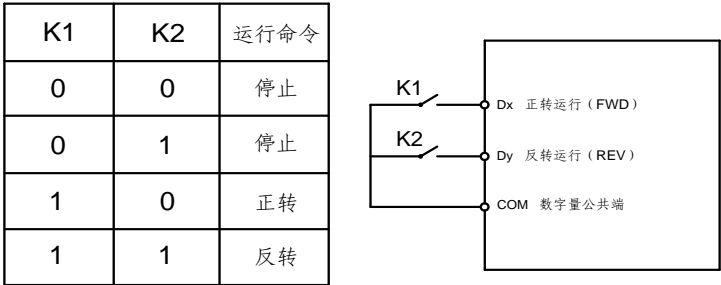 K1 K2 运行命令
0 0 停止
0 1 停止
1 0 正转
1 1 反转
K1
Dx 正转运行（FWD）
K2
Dy 反转运行（REV）
COM 数字量公共端